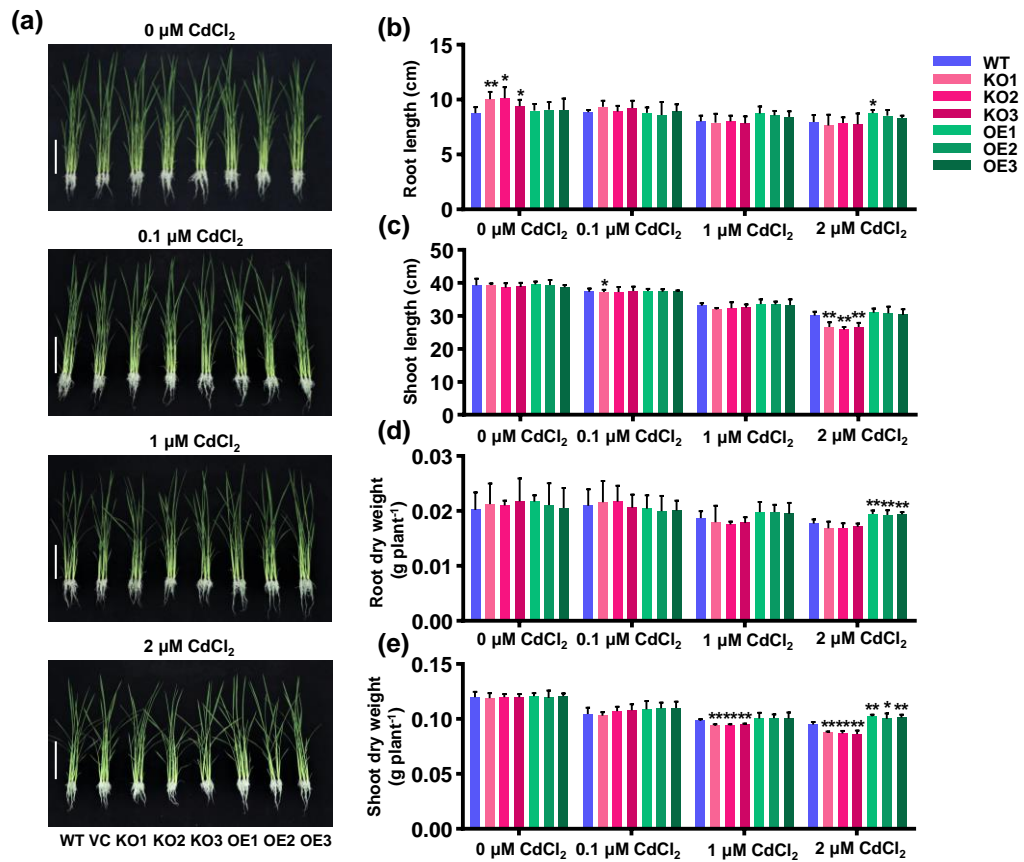 (a)
0 µM CdCl₂
0.1 µM CdCl₂
1 µM CdCl₂
2 µM CdCl₂
WT VC KO1 KO2 KO3 OE1 OE2 OE3
(b)
Root length (cm)
15
10
5
0
** * *
*
0 µM CdCl₂ 0.1 µM CdCl₂ 1 µM CdCl₂ 2 µM CdCl₂
WT
KO1
KO2
KO3
OE1
OE2
OE3
(c)
Shoot length (cm)
50
40
30
20
10
0
*
** ** **
0 µM CdCl₂ 0.1 µM CdCl₂ 1 µM CdCl₂ 2 µM CdCl₂
(d)
Root dry weight
(g plant⁻¹)
0.03
0.02
0.01
0.00
******
0 µM CdCl₂ 0.1 µM CdCl₂ 1 µM CdCl₂ 2 µM CdCl₂
(e)
Shoot dry weight
(g plant⁻¹)
0.15
0.10
0.05
0.00
******
******
** * **
0 µM CdCl₂ 0.1 µM CdCl₂ 1 µM CdCl₂ 2 µM CdCl₂